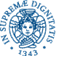 IN SUPREMÆ DIGNITATIS
· 1343 ·